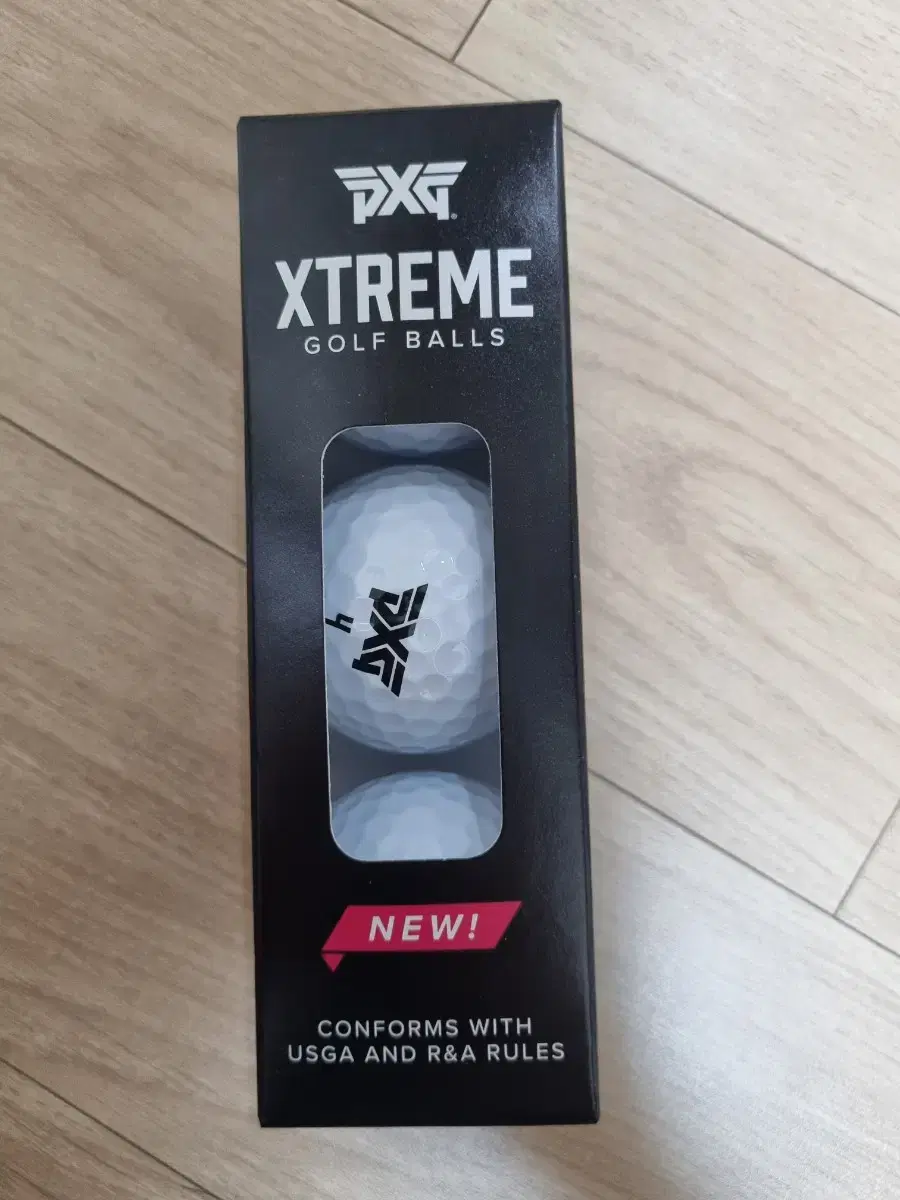 PXG
XTREME
GOLF BALLS
PXG
4
NEW!
CONFORMS WITH
USGA AND R&A RULES